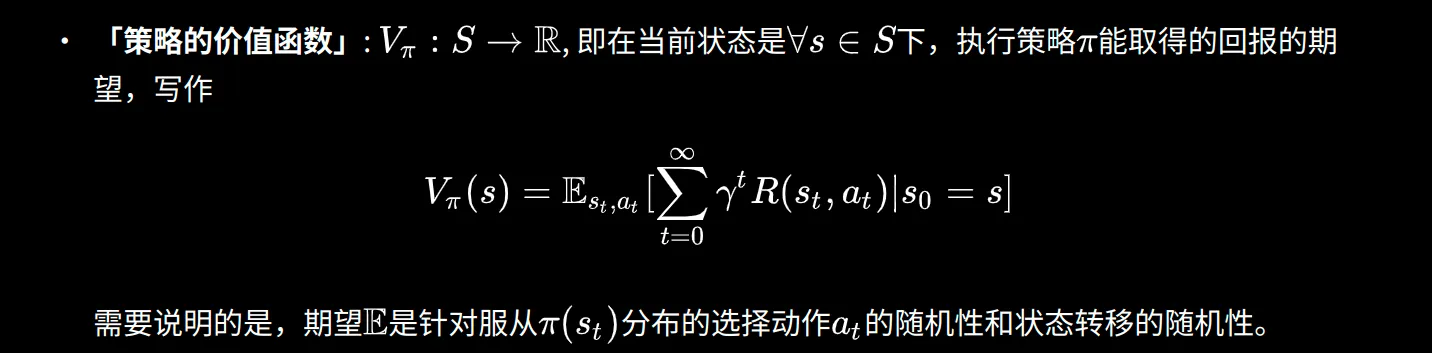 • 「策略的价值函数」: $V_\pi : S \to \mathbb{R}$, 即在当前状态是$\forall s \in S$下，执行策略$\pi$能取得的回报的期
望，写作
$V_\pi(s) = \mathbb{E}_{s_t,a_t}[\sum_{t=0}^{\infty} \gamma^t R(s_t, a_t)|s_0 = s]$
需要说明的是，期望$\mathbb{E}$是针对服从$\pi(s_t)$分布的选择动作$a_t$的随机性和状态转移的随机性。